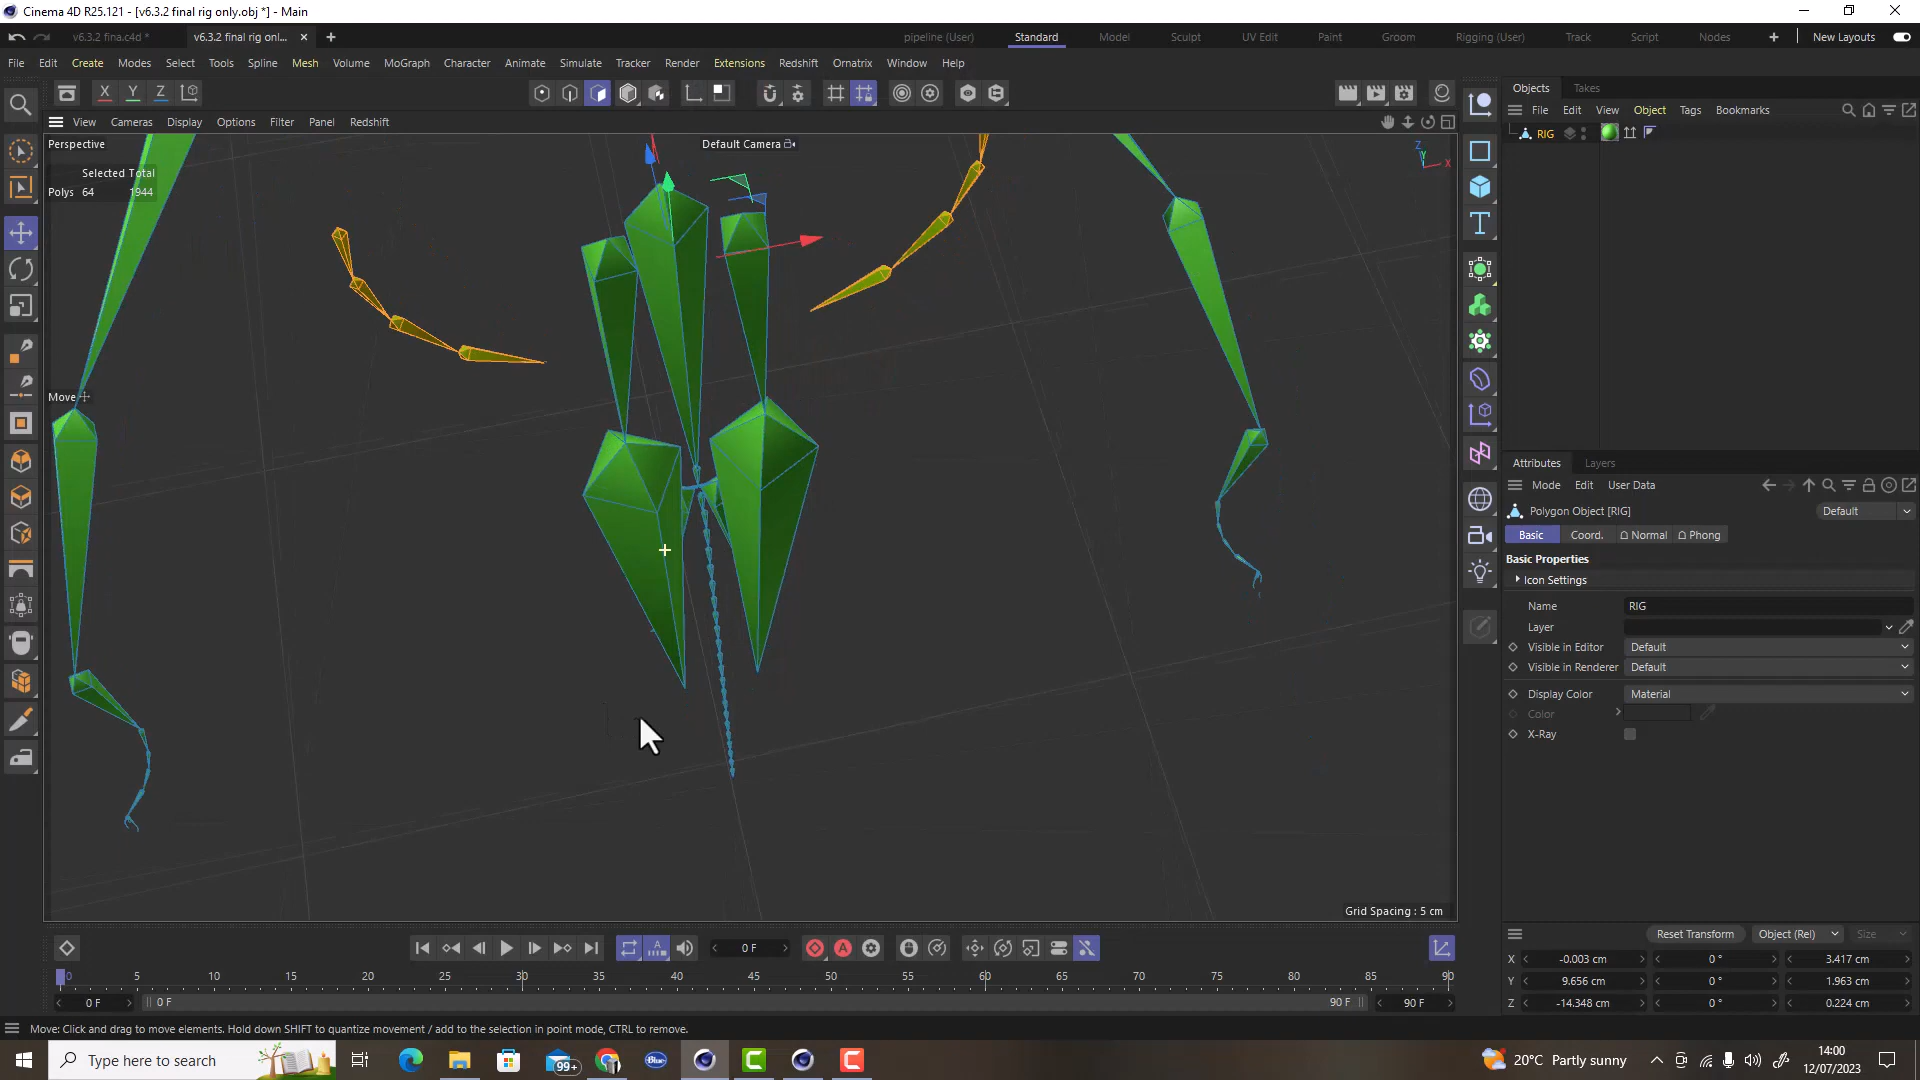 Cinema 4D R25.121 - [v6.3.2 final rig only.obj *] - Main
v6.3.2 fina.c4d *
v6.3.2 final rig onl...
pipeline (User)
Standard
Model
Sculpt
UV Edit
Paint
Groom
Rigging (User)
Track
Script
Nodes
New Layouts
File Edit Create Modes Select Tools Spline Mesh Volume MoGraph Character Animate Simulate Tracker Render Extensions Redshift Ornatrix Window Help
X Y Z
View Cameras Display Options Filter Panel Redshift
Perspective
Default Camera
Selected Total
Polys 64 1944
Move
Z Y X
Grid Spacing : 5 cm
Objects Takes
File Edit View Object Tags Bookmarks
RIG
Attributes Layers
Mode Edit User Data
Polygon Object [RIG]
Default
Basic Coord. Normal Phong
Basic Properties
Icon Settings
Name RIG
Layer
Visible in Editor Default
Visible in Renderer Default
Display Color Material
Color
X-Ray
Reset Transform Object (Rel) Size
X -0.003 cm 0 ° 3.417 cm
Y 9.656 cm 0 ° 1.963 cm
Z -14.348 cm 0 ° 0.224 cm
0 F
0 5 10 15 20 25 30 35 40 45 50 55 60 65 70 75 80 85 90
0 F 0 F 90 F 90 F
Move: Click and drag to move elements. Hold down SHIFT to quantize movement / add to the selection in point mode, CTRL to remove.
Type here to search
99+
Blue
20°C Partly sunny
14:00
12/07/2023